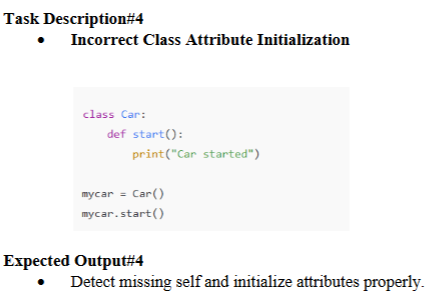 Task Description#4
• Incorrect Class Attribute Initialization
class Car:
    def start():
        print("Car started")
mycar = Car()
mycar.start()
Expected Output#4
• Detect missing self and initialize attributes properly.